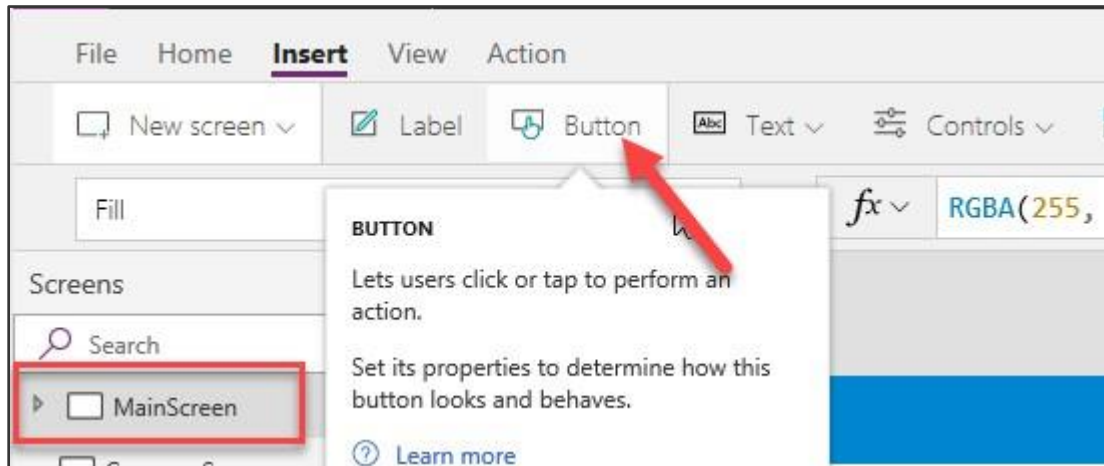 File Home Insert View Action
New screen Label Button Abc Text Controls
Fill fx RGBA(255,
Screens
Search
MainScreen
BUTTON
Lets users click or tap to perform an
action.
Set its properties to determine how this
button looks and behaves.
? Learn more